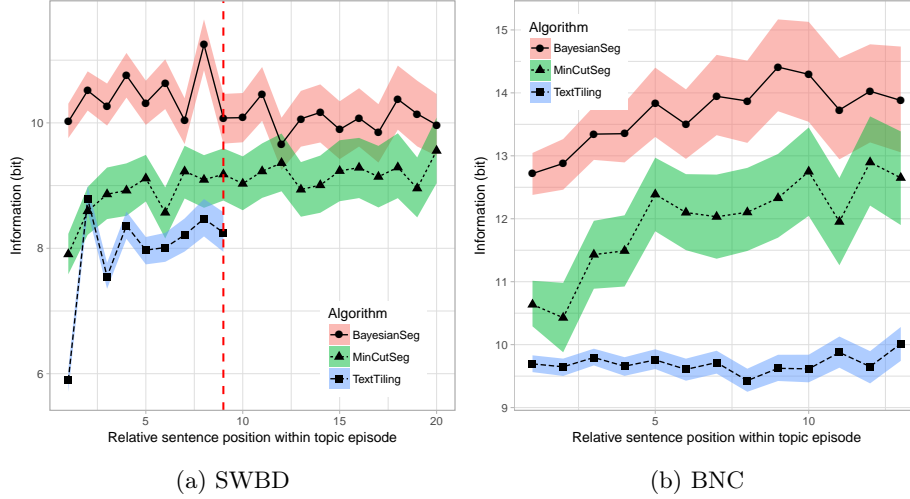 Information (bit)
10
8
6
5
10
15
20
Relative sentence position within topic episode
Algorithm
BayesianSeg
MinCutSeg
TextTiling
(a) SWBD
Information (bit)
15
14
13
12
11
10
9
5
10
Relative sentence position within topic episode
Algorithm
BayesianSeg
MinCutSeg
TextTiling
(b) BNC